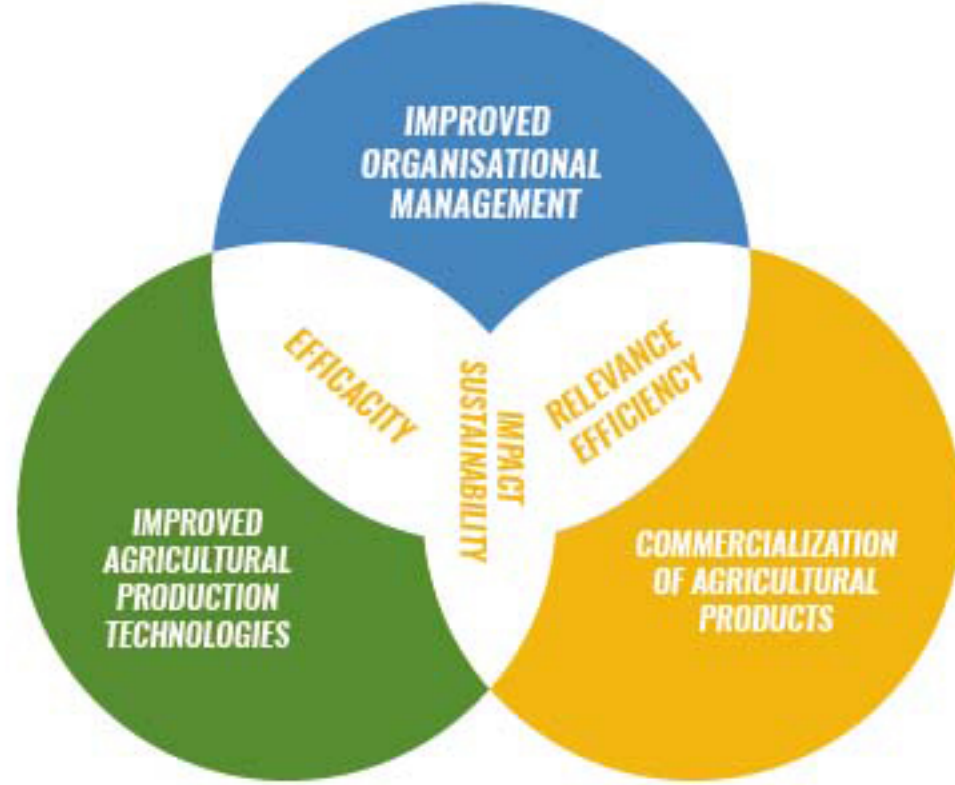 IMPROVED
ORGANISATIONAL
MANAGEMENT
EFFICACITY
IMPACT
SUSTAINABILITY
RELEVANCE
EFFICIENCY
IMPROVED
AGRICULTURAL
PRODUCTION
TECHNOLOGIES
COMMERCIALIZATION
OF AGRICULTURAL
PRODUCTS